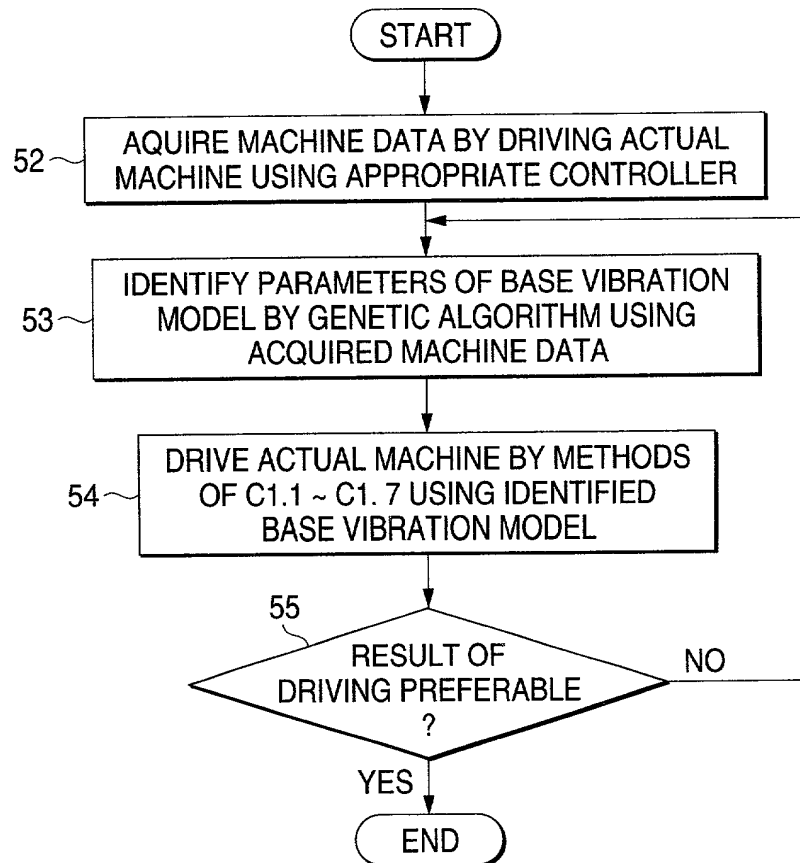 START
52
AQUIRE MACHINE DATA BY DRIVING ACTUAL
MACHINE USING APPROPRIATE CONTROLLER
53
IDENTIFY PARAMETERS OF BASE VIBRATION
MODEL BY GENETIC ALGORITHM USING
ACQUIRED MACHINE DATA
54
DRIVE ACTUAL MACHINE BY METHODS
OF C1.1 ~ C1. 7 USING IDENTIFIED
BASE VIBRATION MODEL
55
RESULT OF
DRIVING PREFERABLE
?
NO
YES
END